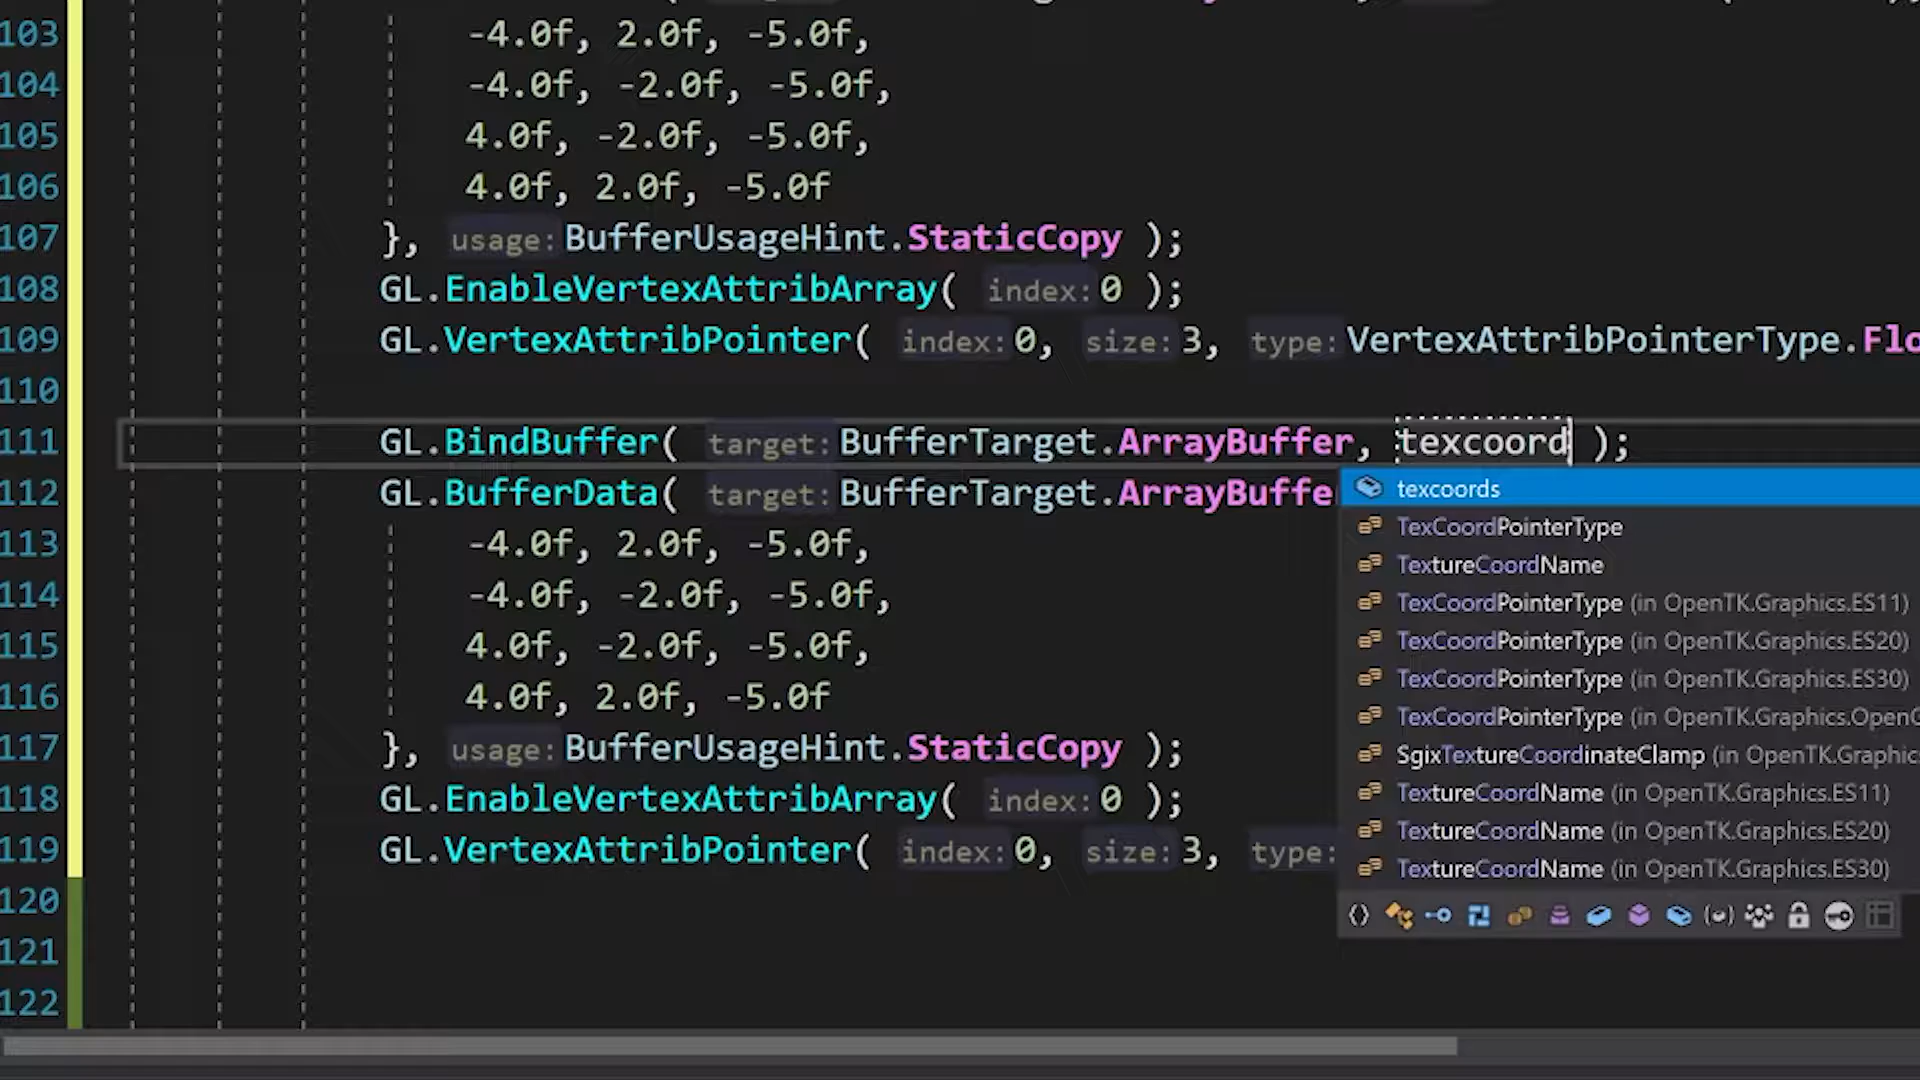 103 -4.0f, 2.0f, -5.0f,
104 -4.0f, -2.0f, -5.0f,
105 4.0f, -2.0f, -5.0f,
106 4.0f, 2.0f, -5.0f
107 }, usage: BufferUsageHint.StaticCopy );
108 GL.EnableVertexAttribArray( index: 0 );
109 GL.VertexAttribPointer( index: 0, size: 3, type: VertexAttribPointerType.Flo
110
111 GL.BindBuffer( target: BufferTarget.ArrayBuffer, texcoord );
112 GL.BufferData( target: BufferTarget.ArrayBuffe
texcoords
TexCoordPointerType
TextureCoordName
TexCoordPointerType (in OpenTK.Graphics.ES11)
TexCoordPointerType (in OpenTK.Graphics.ES20)
TexCoordPointerType (in OpenTK.Graphics.ES30)
TexCoordPointerType (in OpenTK.Graphics.OpenG
SgixTextureCoordinateClamp (in OpenTK.Graphics
TextureCoordName (in OpenTK.Graphics.ES11)
TextureCoordName (in OpenTK.Graphics.ES20)
TextureCoordName (in OpenTK.Graphics.ES30)
113 -4.0f, 2.0f, -5.0f,
114 -4.0f, -2.0f, -5.0f,
115 4.0f, -2.0f, -5.0f,
116 4.0f, 2.0f, -5.0f
117 }, usage: BufferUsageHint.StaticCopy );
118 GL.EnableVertexAttribArray( index: 0 );
119 GL.VertexAttribPointer( index: 0, size: 3, type:
120
121
122